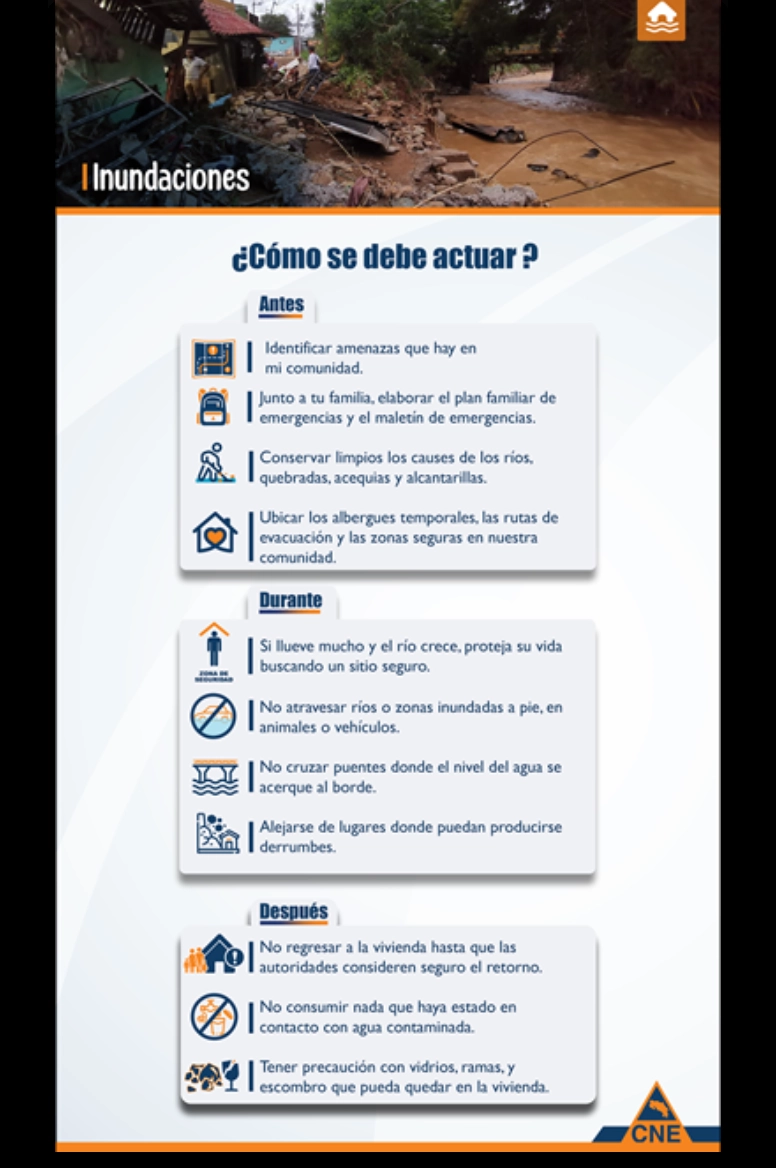 Inundaciones
¿Cómo se debe actuar ?
Antes
Identificar amenazas que hay en
mi comunidad.
Junto a tu familia, elaborar el plan familiar de
emergencias y el maletín de emergencias.
Conservar limpios los causes de los ríos,
quebradas, acequias y alcantarillas.
Ubicar los albergues temporales, las rutas de
evacuación y las zonas seguras en nuestra
comunidad.
Durante
ZONA DE
SEGURIDAD
Si llueve mucho y el río crece, proteja su vida
buscando un sitio seguro.
No atravesar ríos o zonas inundadas a pie, en
animales o vehículos.
No cruzar puentes donde el nivel del agua se
acerque al borde.
Alejarse de lugares donde puedan producirse
derrumbes.
Después
No regresar a la vivienda hasta que las
autoridades consideren seguro el retorno.
No consumir nada que haya estado en
contacto con agua contaminada.
Tener precaución con vidrios, ramas, y
escombro que pueda quedar en la vivienda.
CNE